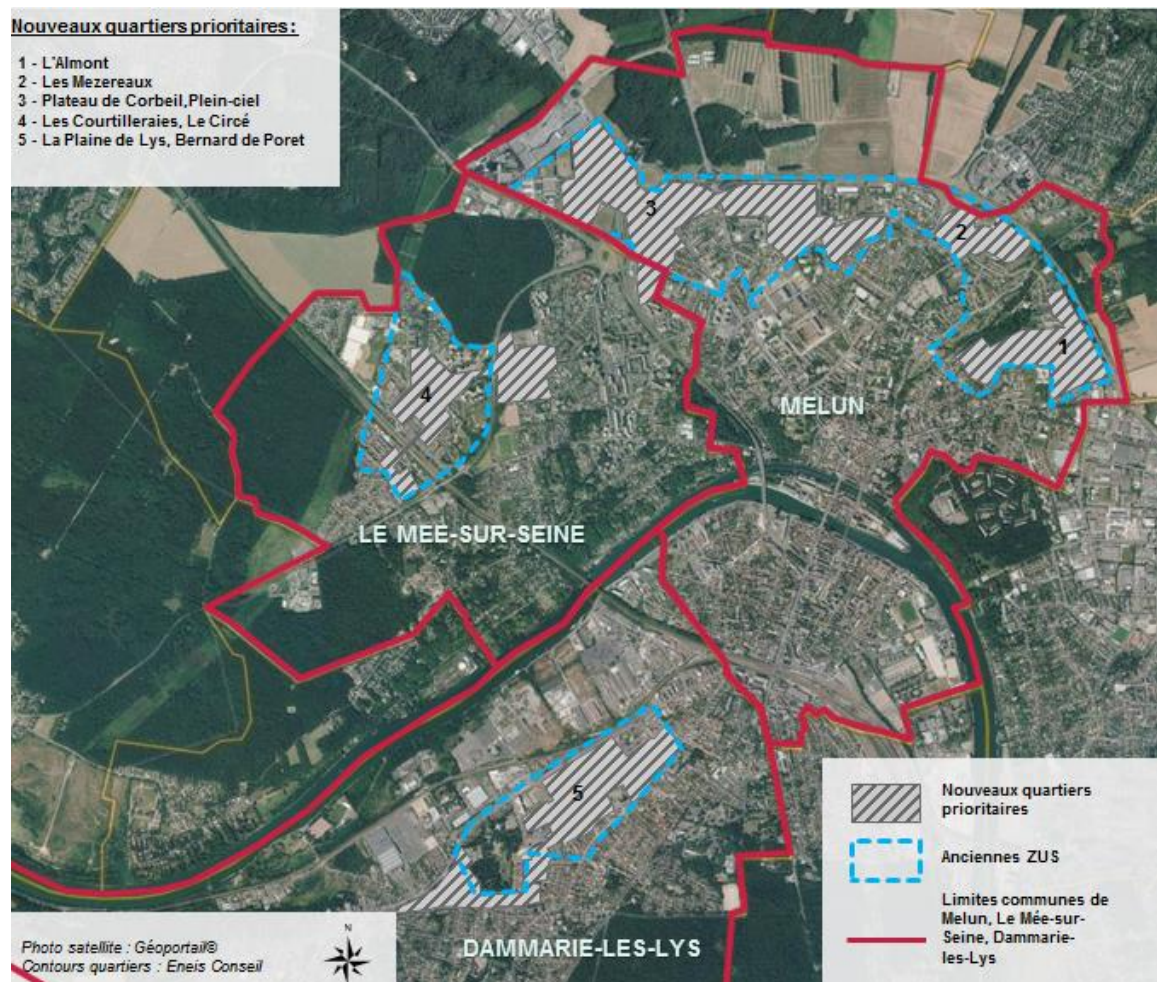 Nouveaux quartiers prioritaires :
1 - L'Almont
2 - Les Mezereaux
3 - Plateau de Corbeil,Plein-ciel
4 - Les Courtilleraies, Le Circé
5 - La Plaine de Lys, Bernard de Poret
3
2
1
4
MELUN
LE MEE-SUR-SEINE
5
DAMMARIE-LES-LYS
Nouveaux quartiers
prioritaires
Anciennes ZUS
Limites communes de
Melun, Le Mée-sur-
Seine, Dammarie-
les-Lys
Photo satellite : Géoportail®
Contours quartiers : Eneis Conseil
N